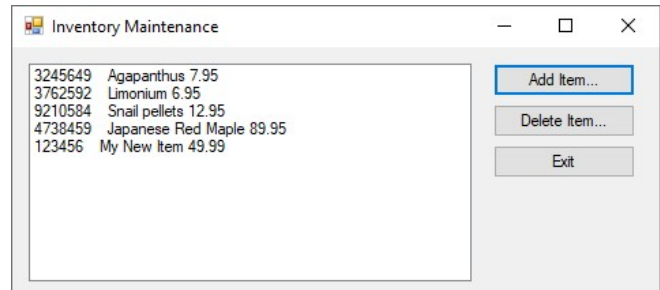 Inventory Maintenance
3245649 Agapanthus 7.95
3762592 Limonium 6.95
9210584 Snail pellets 12.95
4738459 Japanese Red Maple 89.95
123456 My New Item 49.99
Add Item...
Delete Item...
Exit